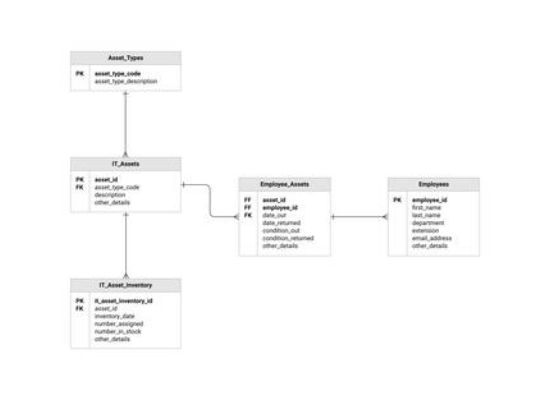 Asset_Types
PK asset_type_code
asset_type_description
IT_Assets
PK asset_id
FK asset_type_code
description
other_details
Employee_Assets
FF asset_id
FF employee_id
FK date_out
date_returned
condition_out
condition_returned
other_details
Employees
PK employee_id
first_name
last_name
department
extension
email_address
other_details
IT_Asset_Inventory
PK it_asset_inventory_id
FK asset_id
inventory_date
number_assigned
number_in_stock
other_details